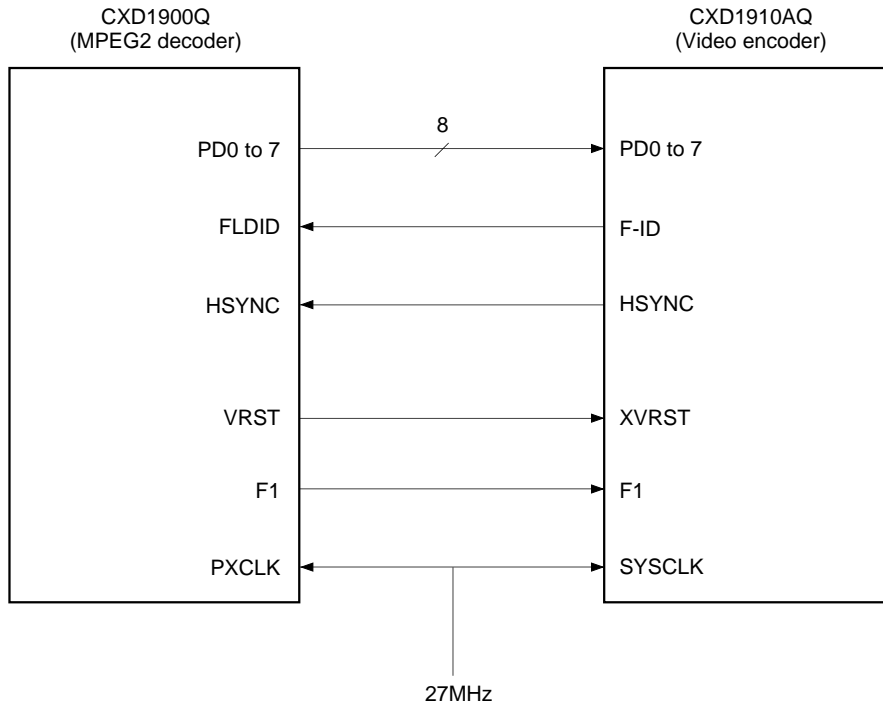 CXD1900Q
(MPEG2 decoder)
CXD1910AQ
(Video encoder)
8
PD0 to 7
PD0 to 7
FLDID
F-ID
HSYNC
HSYNC
VRST
XVRST
F1
F1
PXCLK
SYSCLK
27MHz